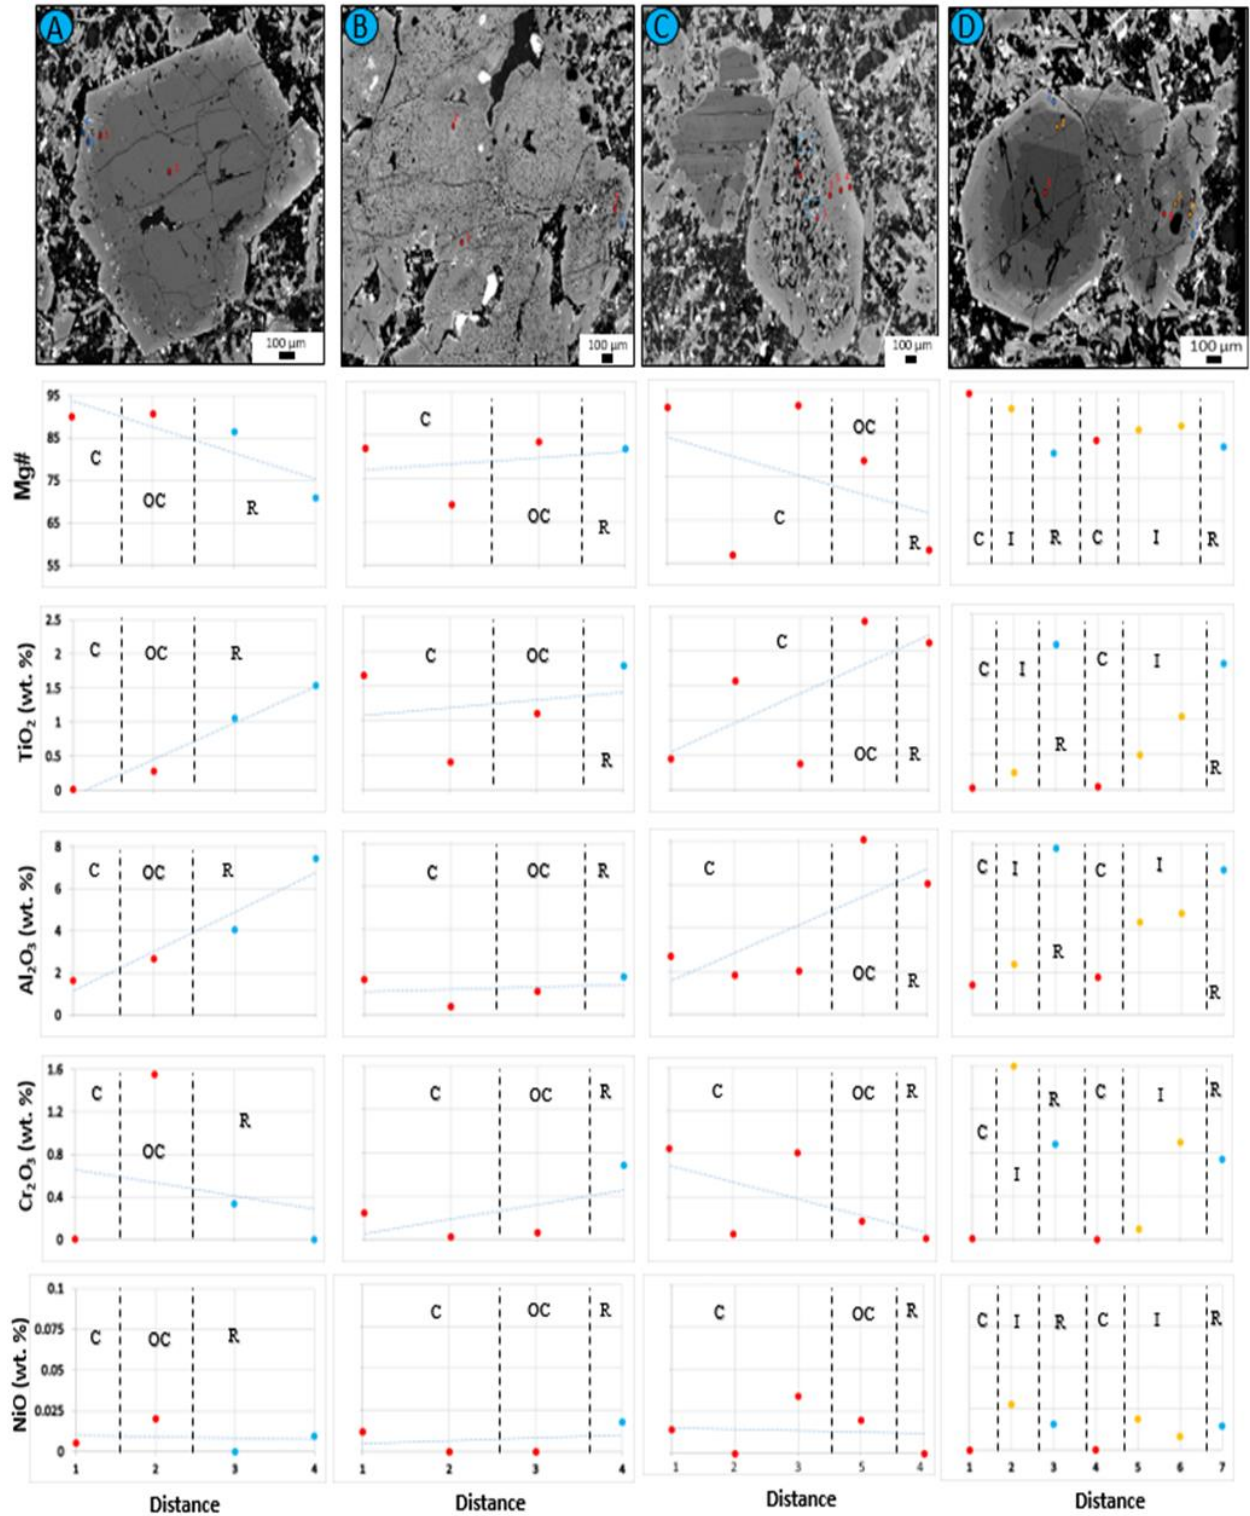 A B C D
100 µm 100 µm 100 µm 100 µm
Mg#
95
85
75
65
55
C OC R
C OC R
C OC R
C I R C I R
TiO₂ (wt. %)
2.5
2
1.5
1
0.5
0
C OC R
C OC R
C OC R
C I R C I R
Al₂O₃ (wt. %)
8
6
4
2
0
C OC R
C OC R
C OC R
C I R C I R
Cr₂O₃ (wt. %)
1.6
1.2
0.8
0.4
0
C OC R
C OC R
C OC R
C I R C I R
NiO (wt. %)
0.1
0.075
0.05
0.025
0
C OC R
C OC R
C OC R
C I R C I R
1 2 3 4
1 2 3 4
1 2 3 5 4
1 2 3 4 5 6 7
Distance Distance Distance Distance